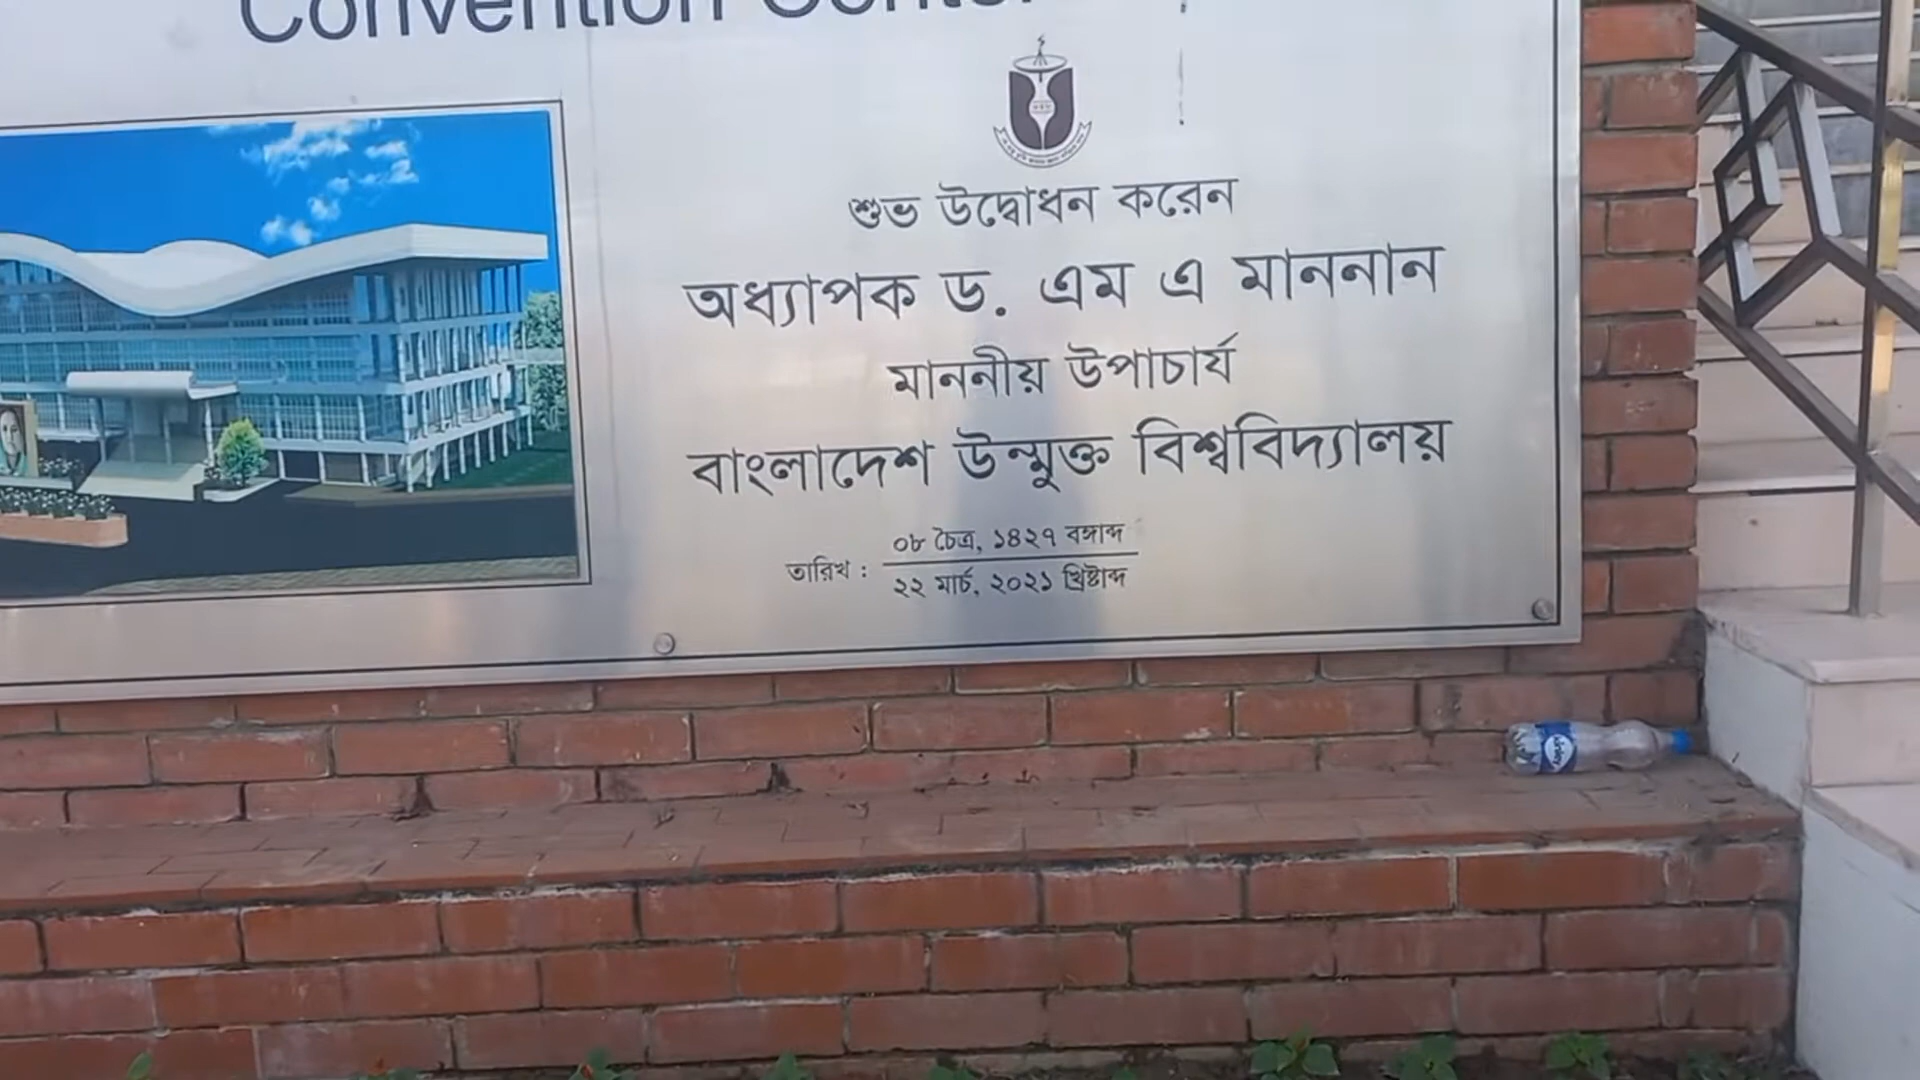 Convention Center
শুভ উদ্বোধন করেন
অধ্যাপক ড. এম এ মাননান
মাননীয় উপাচার্য
বাংলাদেশ উন্মুক্ত বিশ্ববিদ্যালয়
০৮ চৈত্র, ১৪২৭ বঙ্গাব্দ
তারিখ :
২২ মার্চ, ২০২১ খ্রিষ্টাব্দ